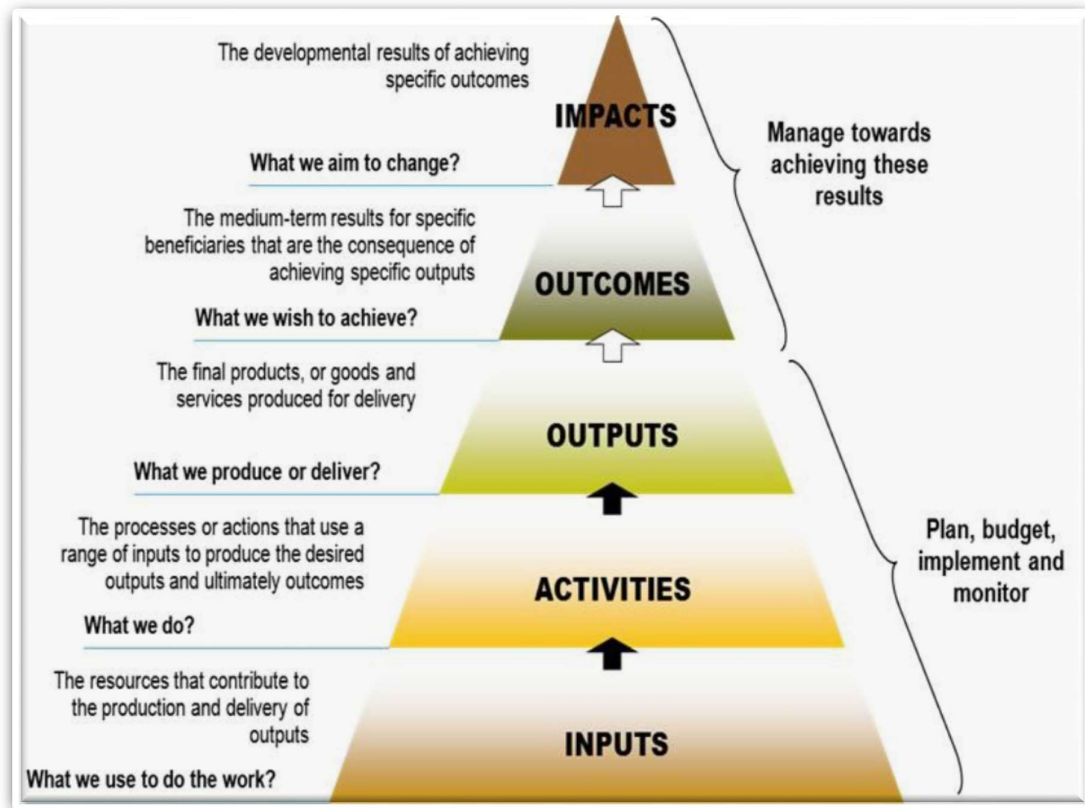 The developmental results of achieving
specific outcomes
IMPACTS
What we aim to change?
Manage towards
achieving these
results
The medium-term results for specific
beneficiaries that are the consequence of
achieving specific outputs
OUTCOMES
What we wish to achieve?
The final products, or goods and
services produced for delivery
OUTPUTS
What we produce or deliver?
The processes or actions that use a
range of inputs to produce the desired
outputs and ultimately outcomes
ACTIVITIES
What we do?
Plan, budget,
implement and
monitor
The resources that contribute to
the production and delivery of
outputs
INPUTS
What we use to do the work?